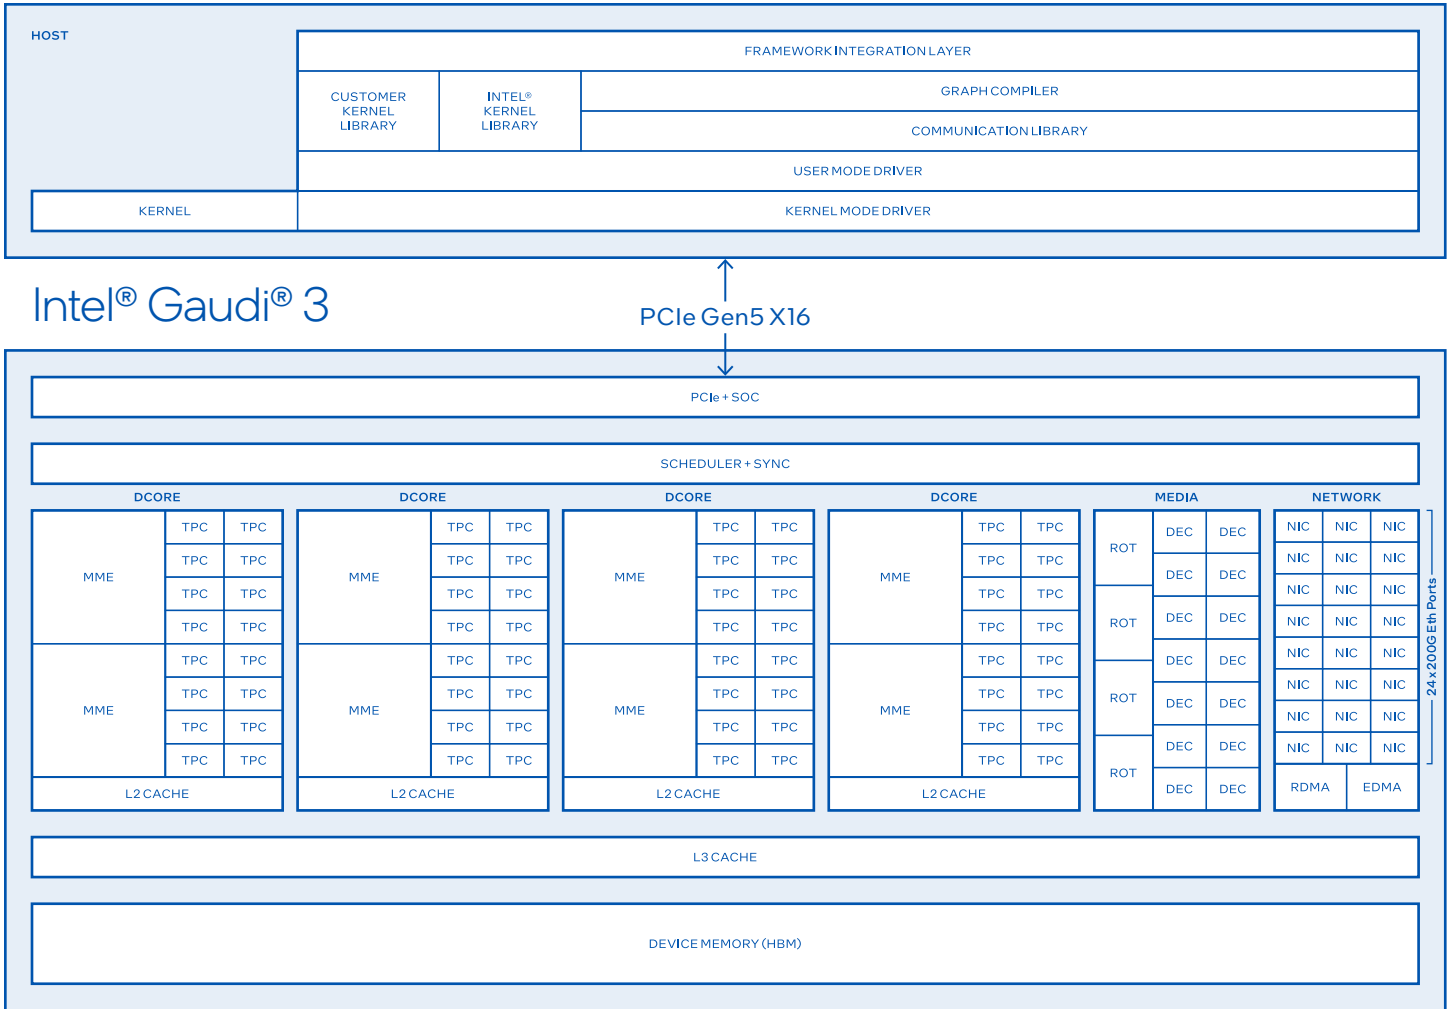 HOST
FRAMEWORK INTEGRATION LAYER
CUSTOMER
KERNEL
LIBRARY
INTEL®
KERNEL
LIBRARY
GRAPH COMPILER
COMMUNICATION LIBRARY
USER MODE DRIVER
KERNEL
KERNEL MODE DRIVER
Intel® Gaudi® 3
PCIe Gen5 X16
PCIe + SOC
SCHEDULER + SYNC
DCORE DCORE DCORE DCORE MEDIA NETWORK
MME
MME
TPC TPC
TPC TPC
TPC TPC
TPC TPC
TPC TPC
TPC TPC
TPC TPC
TPC TPC
L2 CACHE
MME
MME
TPC TPC
TPC TPC
TPC TPC
TPC TPC
TPC TPC
TPC TPC
TPC TPC
TPC TPC
L2 CACHE
MME
MME
TPC TPC
TPC TPC
TPC TPC
TPC TPC
TPC TPC
TPC TPC
TPC TPC
TPC TPC
L2 CACHE
MME
MME
TPC TPC
TPC TPC
TPC TPC
TPC TPC
TPC TPC
TPC TPC
TPC TPC
TPC TPC
L2 CACHE
ROT
ROT
ROT
ROT
DEC DEC
DEC DEC
DEC DEC
DEC DEC
DEC DEC
DEC DEC
DEC DEC
NIC NIC NIC
NIC NIC NIC
NIC NIC NIC
NIC NIC NIC
NIC NIC NIC
NIC NIC NIC
NIC NIC NIC
NIC NIC NIC
RDMA EDMA
24 x 200G Eth Ports
L3 CACHE
DEVICE MEMORY (HBM)